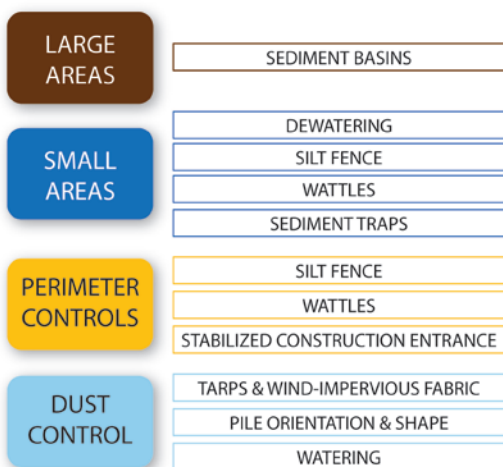 LARGE
AREAS
SEDIMENT BASINS
SMALL
AREAS
DEWATERING
SILT FENCE
WATTLES
SEDIMENT TRAPS
PERIMETER
CONTROLS
SILT FENCE
WATTLES
STABILIZED CONSTRUCTION ENTRANCE
DUST
CONTROL
TARPS & WIND-IMPERVIOUS FABRIC
PILE ORIENTATION & SHAPE
WATERING